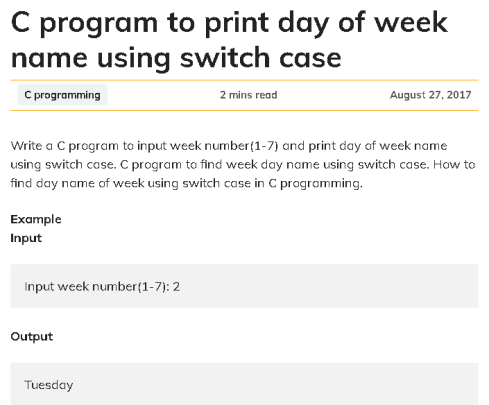 C program to print day of week
name using switch case
C programming 2 mins read August 27, 2017
Write a C program to input week number(1-7) and print day of week name
using switch case. C program to find week day name using switch case. How to
find day name of week using switch case in C programming.
Example
Input
Input week number(1-7): 2
Output
Tuesday